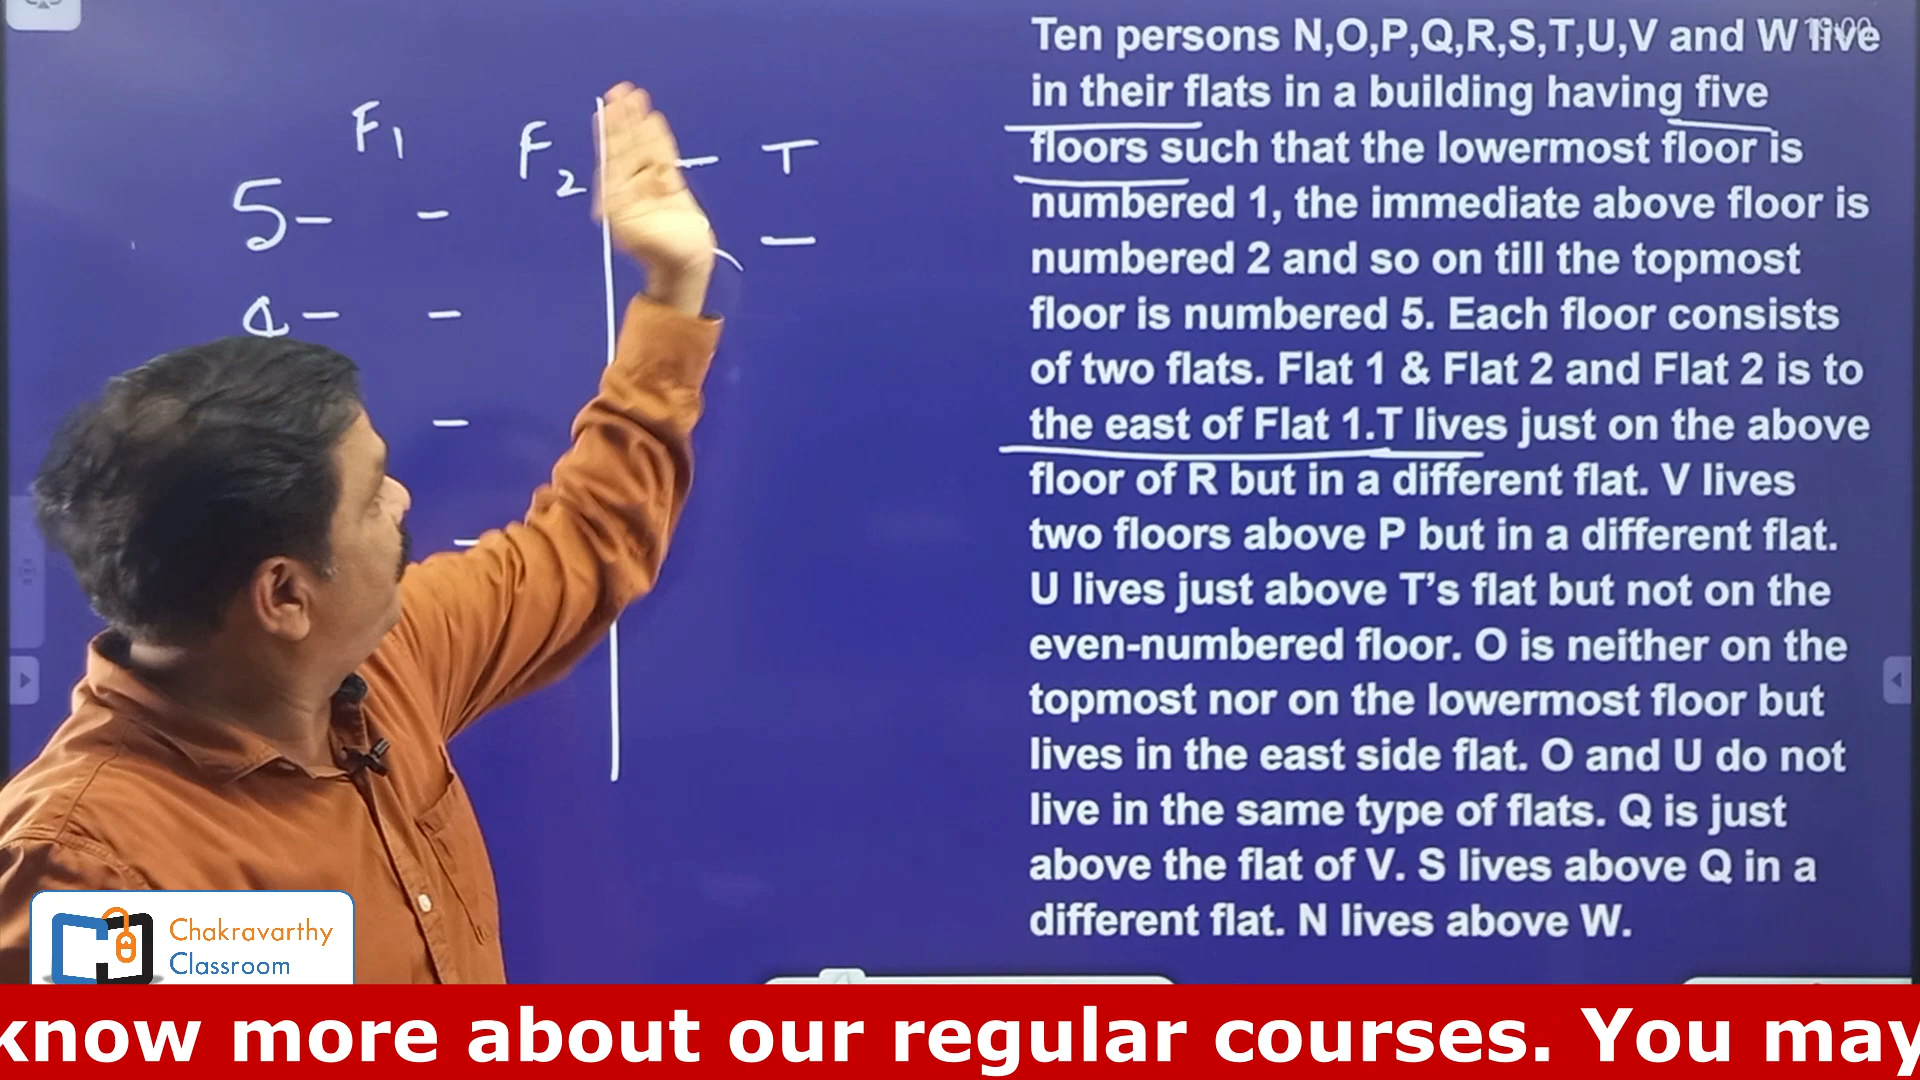 Ten persons N,O,P,Q,R,S,T,U,V and W live
in their flats in a building having five
floors such that the lowermost floor is
numbered 1, the immediate above floor is
numbered 2 and so on till the topmost
floor is numbered 5. Each floor consists
of two flats. Flat 1 & Flat 2 and Flat 2 is to
the east of Flat 1.T lives just on the above
floor of R but in a different flat. V lives
two floors above P but in a different flat.
U lives just above T’s flat but not on the
even-numbered floor. O is neither on the
topmost nor on the lowermost floor but
lives in the east side flat. O and U do not
live in the same type of flats. Q is just
above the flat of V. S lives above Q in a
different flat. N lives above W.
F1 F2
5 – –
4 – –
–
–
– T
–
Chakravarthy
Classroom
know more about our regular courses. You may